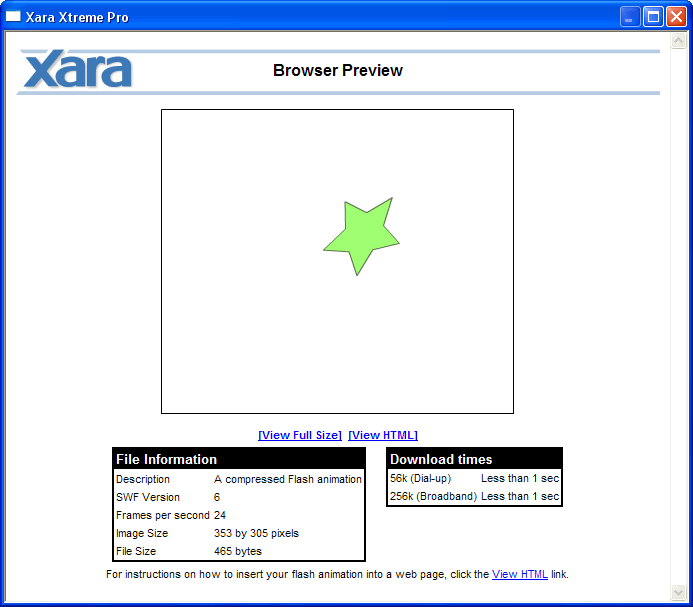 Xara Xtreme Pro
xara
Browser Preview
[View Full Size] [View HTML]
File Information
Description A compressed Flash animation
SWF Version 6
Frames per second 24
Image Size 353 by 305 pixels
File Size 465 bytes
Download times
56k (Dial-up) Less than 1 sec
256k (Broadband) Less than 1 sec
For instructions on how to insert your flash animation into a web page, click the View HTML link.